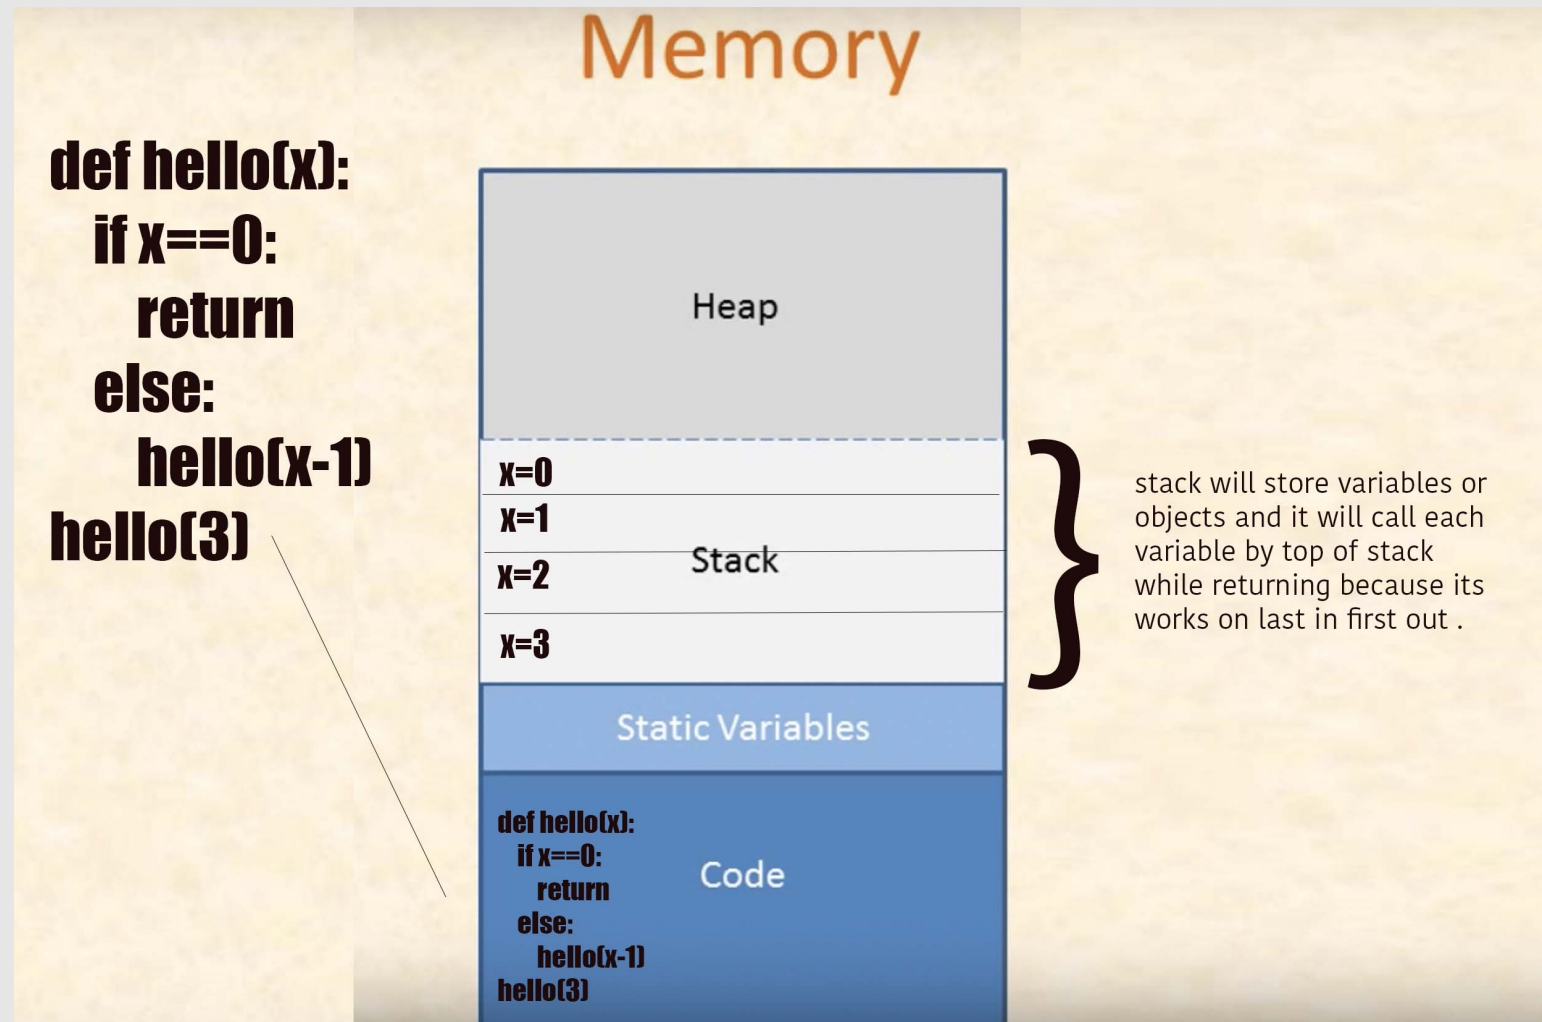 Memory
def hello(x):
if x==0:
return
else:
hello(x-1)
hello(3)
Heap
x=0
x=1
Stack
x=2
x=3
stack will store variables or
objects and it will call each
variable by top of stack
while returning because its
works on last in first out .
Static Variables
def hello(x):
if x==0:
return
else:
hello(x-1)
hello(3)
Code